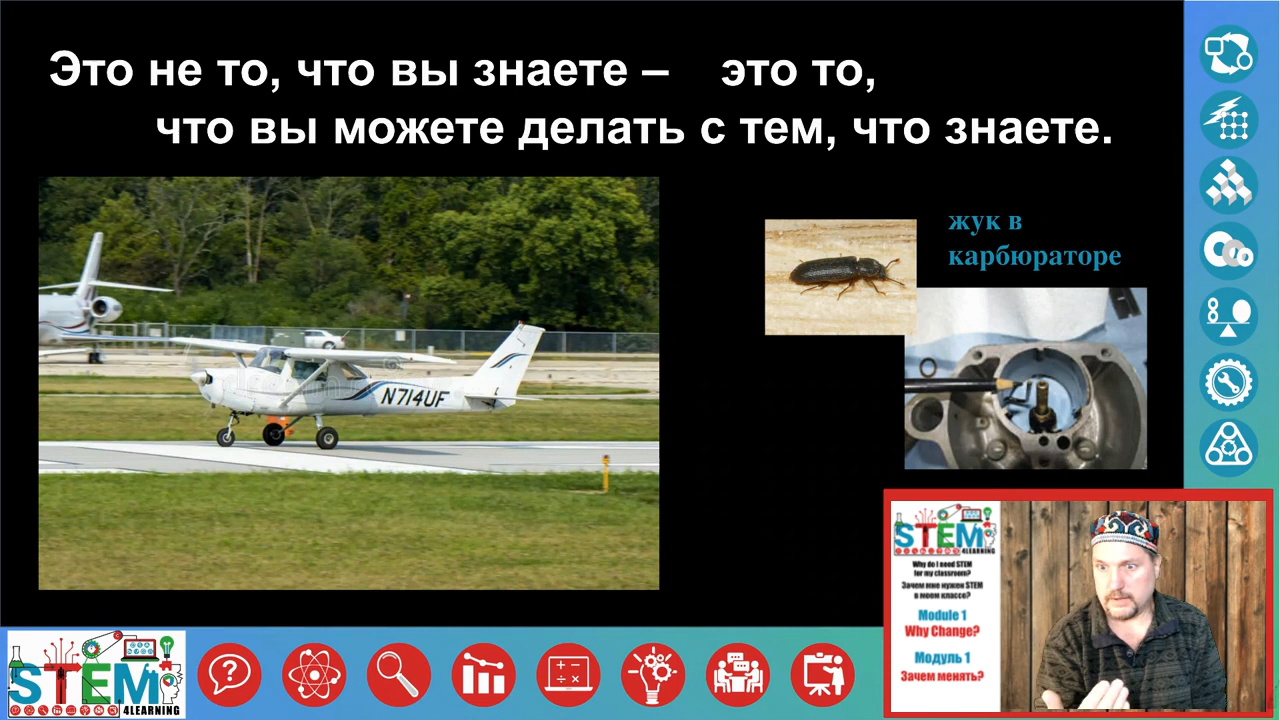 Это не то, что вы знаете – это то,
что вы можете делать с тем, что знаете.
жук в
карбюраторе
N714UF
STEM
4LEARNING
Why do I need STEM
for my classroom?
Зачем мне нужен STEM
в моем классе?
Module 1
Why Change?
Модуль 1
Зачем менять?
STEM
4LEARNING